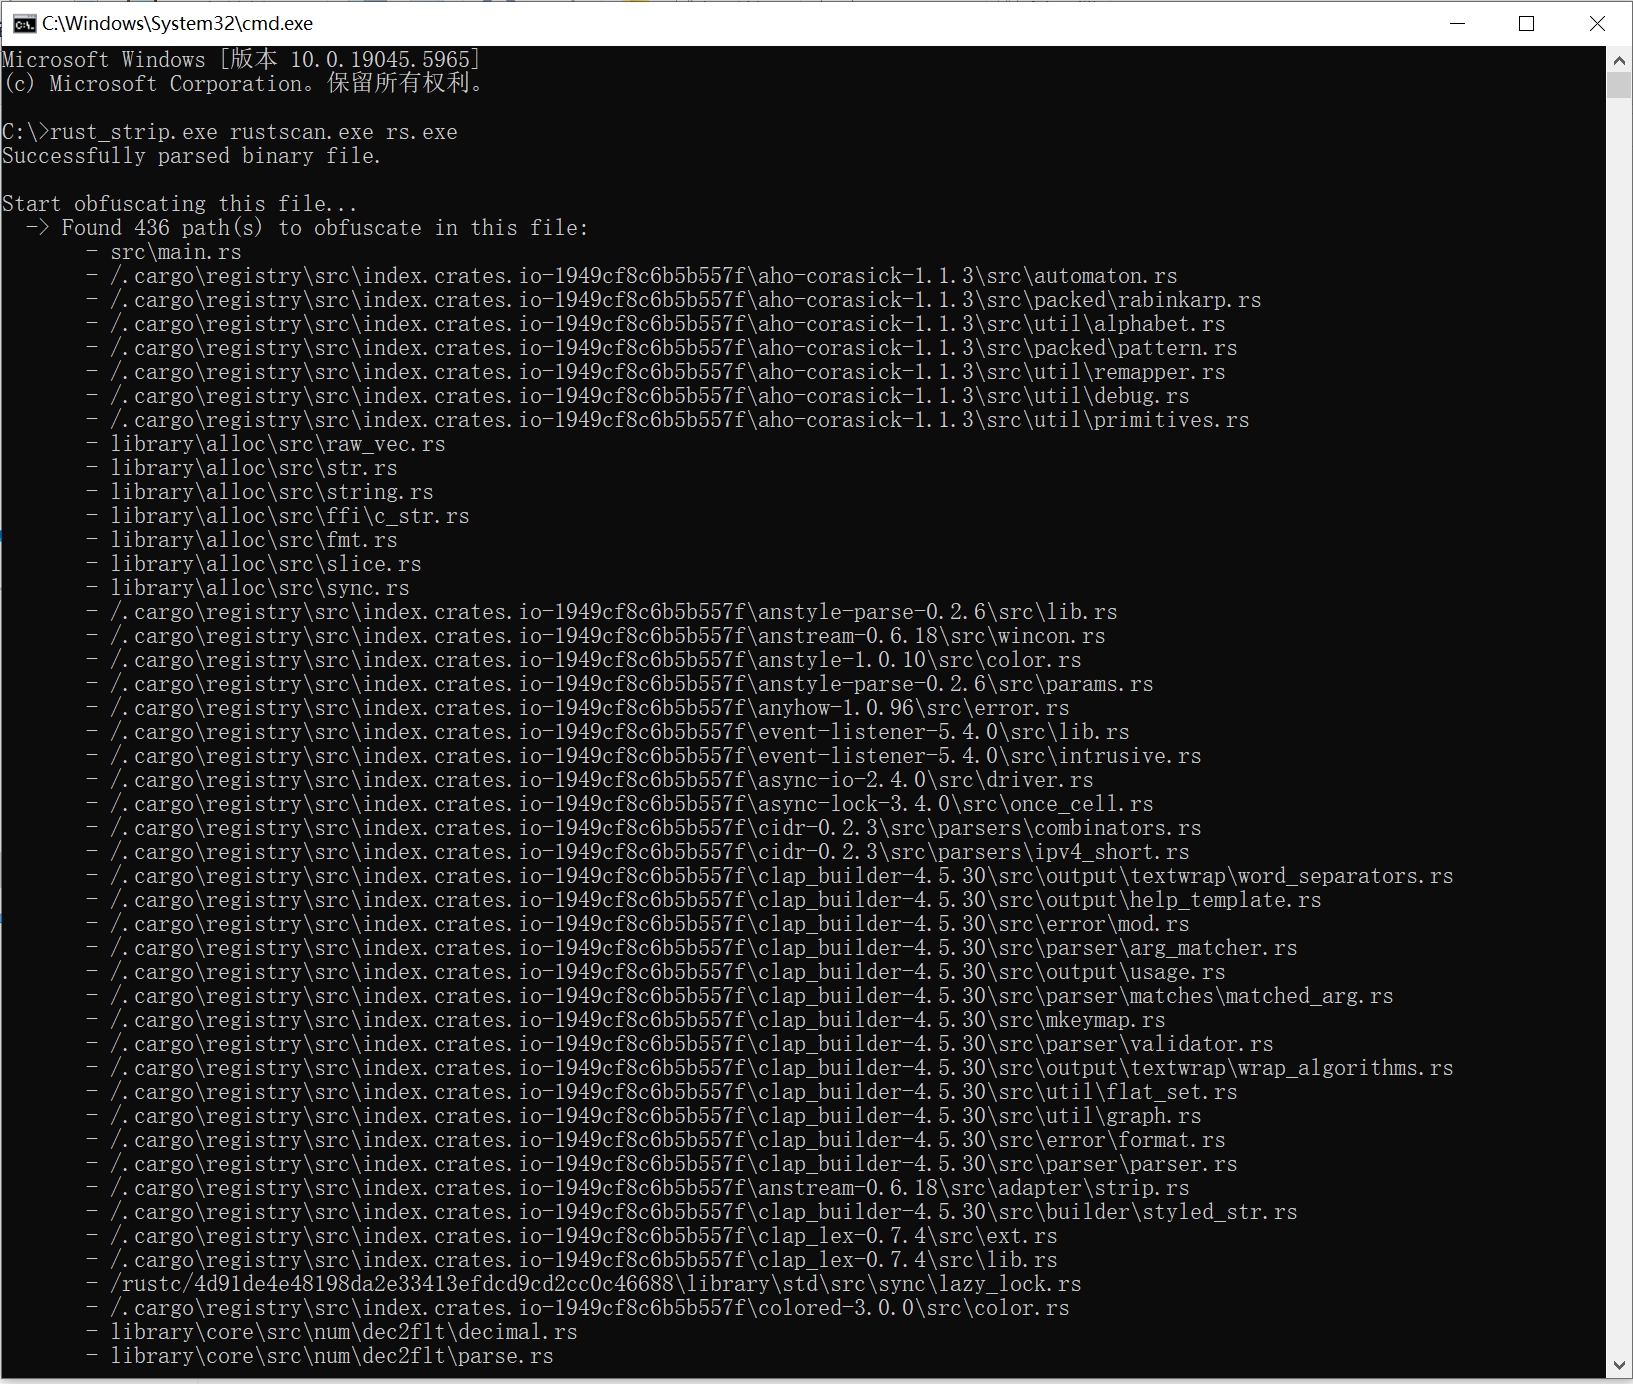 C:\Windows\System32\cmd.exe
Microsoft Windows [版本 10.0.19045.5965]
(c) Microsoft Corporation。保留所有权利。
C:\>rust_strip.exe rustscan.exe rs.exe
Successfully parsed binary file.
Start obfuscating this file...
-> Found 436 path(s) to obfuscate in this file:
- src\main.rs
- /.cargo\registry\src\index.crates.io-1949cf8c6b5b557f\aho-corasick-1.1.3\src\automaton.rs
- /.cargo\registry\src\index.crates.io-1949cf8c6b5b557f\aho-corasick-1.1.3\src\packed\rabinkarp.rs
- /.cargo\registry\src\index.crates.io-1949cf8c6b5b557f\aho-corasick-1.1.3\src\util\alphabet.rs
- /.cargo\registry\src\index.crates.io-1949cf8c6b5b557f\aho-corasick-1.1.3\src\packed\pattern.rs
- /.cargo\registry\src\index.crates.io-1949cf8c6b5b557f\aho-corasick-1.1.3\src\util\remapper.rs
- /.cargo\registry\src\index.crates.io-1949cf8c6b5b557f\aho-corasick-1.1.3\src\util\debug.rs
- /.cargo\registry\src\index.crates.io-1949cf8c6b5b557f\aho-corasick-1.1.3\src\util\primitives.rs
- library\alloc\src\raw_vec.rs
- library\alloc\src\str.rs
- library\alloc\src\string.rs
- library\alloc\src\ffi\c_str.rs
- library\alloc\src\fmt.rs
- library\alloc\src\slice.rs
- library\alloc\src\sync.rs
- /.cargo\registry\src\index.crates.io-1949cf8c6b5b557f\anstyle-parse-0.2.6\src\lib.rs
- /.cargo\registry\src\index.crates.io-1949cf8c6b5b557f\anstream-0.6.18\src\wincon.rs
- /.cargo\registry\src\index.crates.io-1949cf8c6b5b557f\anstyle-1.0.10\src\color.rs
- /.cargo\registry\src\index.crates.io-1949cf8c6b5b557f\anstyle-parse-0.2.6\src\params.rs
- /.cargo\registry\src\index.crates.io-1949cf8c6b5b557f\anyhow-1.0.96\src\error.rs
- /.cargo\registry\src\index.crates.io-1949cf8c6b5b557f\event-listener-5.4.0\src\lib.rs
- /.cargo\registry\src\index.crates.io-1949cf8c6b5b557f\event-listener-5.4.0\src\intrusive.rs
- /.cargo\registry\src\index.crates.io-1949cf8c6b5b557f\async-io-2.4.0\src\driver.rs
- /.cargo\registry\src\index.crates.io-1949cf8c6b5b557f\async-lock-3.4.0\src\once_cell.rs
- /.cargo\registry\src\index.crates.io-1949cf8c6b5b557f\cidr-0.2.3\src\parsers\combinators.rs
- /.cargo\registry\src\index.crates.io-1949cf8c6b5b557f\cidr-0.2.3\src\parsers\ipv4_short.rs
- /.cargo\registry\src\index.crates.io-1949cf8c6b5b557f\clap_builder-4.5.30\src\output\textwrap\word_separators.rs
- /.cargo\registry\src\index.crates.io-1949cf8c6b5b557f\clap_builder-4.5.30\src\output\help_template.rs
- /.cargo\registry\src\index.crates.io-1949cf8c6b5b557f\clap_builder-4.5.30\src\error\mod.rs
- /.cargo\registry\src\index.crates.io-1949cf8c6b5b557f\clap_builder-4.5.30\src\parser\arg_matcher.rs
- /.cargo\registry\src\index.crates.io-1949cf8c6b5b557f\clap_builder-4.5.30\src\output\usage.rs
- /.cargo\registry\src\index.crates.io-1949cf8c6b5b557f\clap_builder-4.5.30\src\parser\matches\matched_arg.rs
- /.cargo\registry\src\index.crates.io-1949cf8c6b5b557f\clap_builder-4.5.30\src\mkeymap.rs
- /.cargo\registry\src\index.crates.io-1949cf8c6b5b557f\clap_builder-4.5.30\src\parser\validator.rs
- /.cargo\registry\src\index.crates.io-1949cf8c6b5b557f\clap_builder-4.5.30\src\output\textwrap\wrap_algorithms.rs
- /.cargo\registry\src\index.crates.io-1949cf8c6b5b557f\clap_builder-4.5.30\src\util\flat_set.rs
- /.cargo\registry\src\index.crates.io-1949cf8c6b5b557f\clap_builder-4.5.30\src\util\graph.rs
- /.cargo\registry\src\index.crates.io-1949cf8c6b5b557f\clap_builder-4.5.30\src\error\format.rs
- /.cargo\registry\src\index.crates.io-1949cf8c6b5b557f\clap_builder-4.5.30\src\parser\parser.rs
- /.cargo\registry\src\index.crates.io-1949cf8c6b5b557f\anstream-0.6.18\src\adapter\strip.rs
- /.cargo\registry\src\index.crates.io-1949cf8c6b5b557f\clap_builder-4.5.30\src\builder\styled_str.rs
- /.cargo\registry\src\index.crates.io-1949cf8c6b5b557f\clap_lex-0.7.4\src\ext.rs
- /.cargo\registry\src\index.crates.io-1949cf8c6b5b557f\clap_lex-0.7.4\src\lib.rs
- /rustc/4d91de4e48198da2e33413efdcd9cd2cc0c46688\library\std\src\sync\lazy_lock.rs
- /.cargo\registry\src\index.crates.io-1949cf8c6b5b557f\colored-3.0.0\src\color.rs
- library\core\src\num\dec2flt\decimal.rs
- library\core\src\num\dec2flt\parse.rs